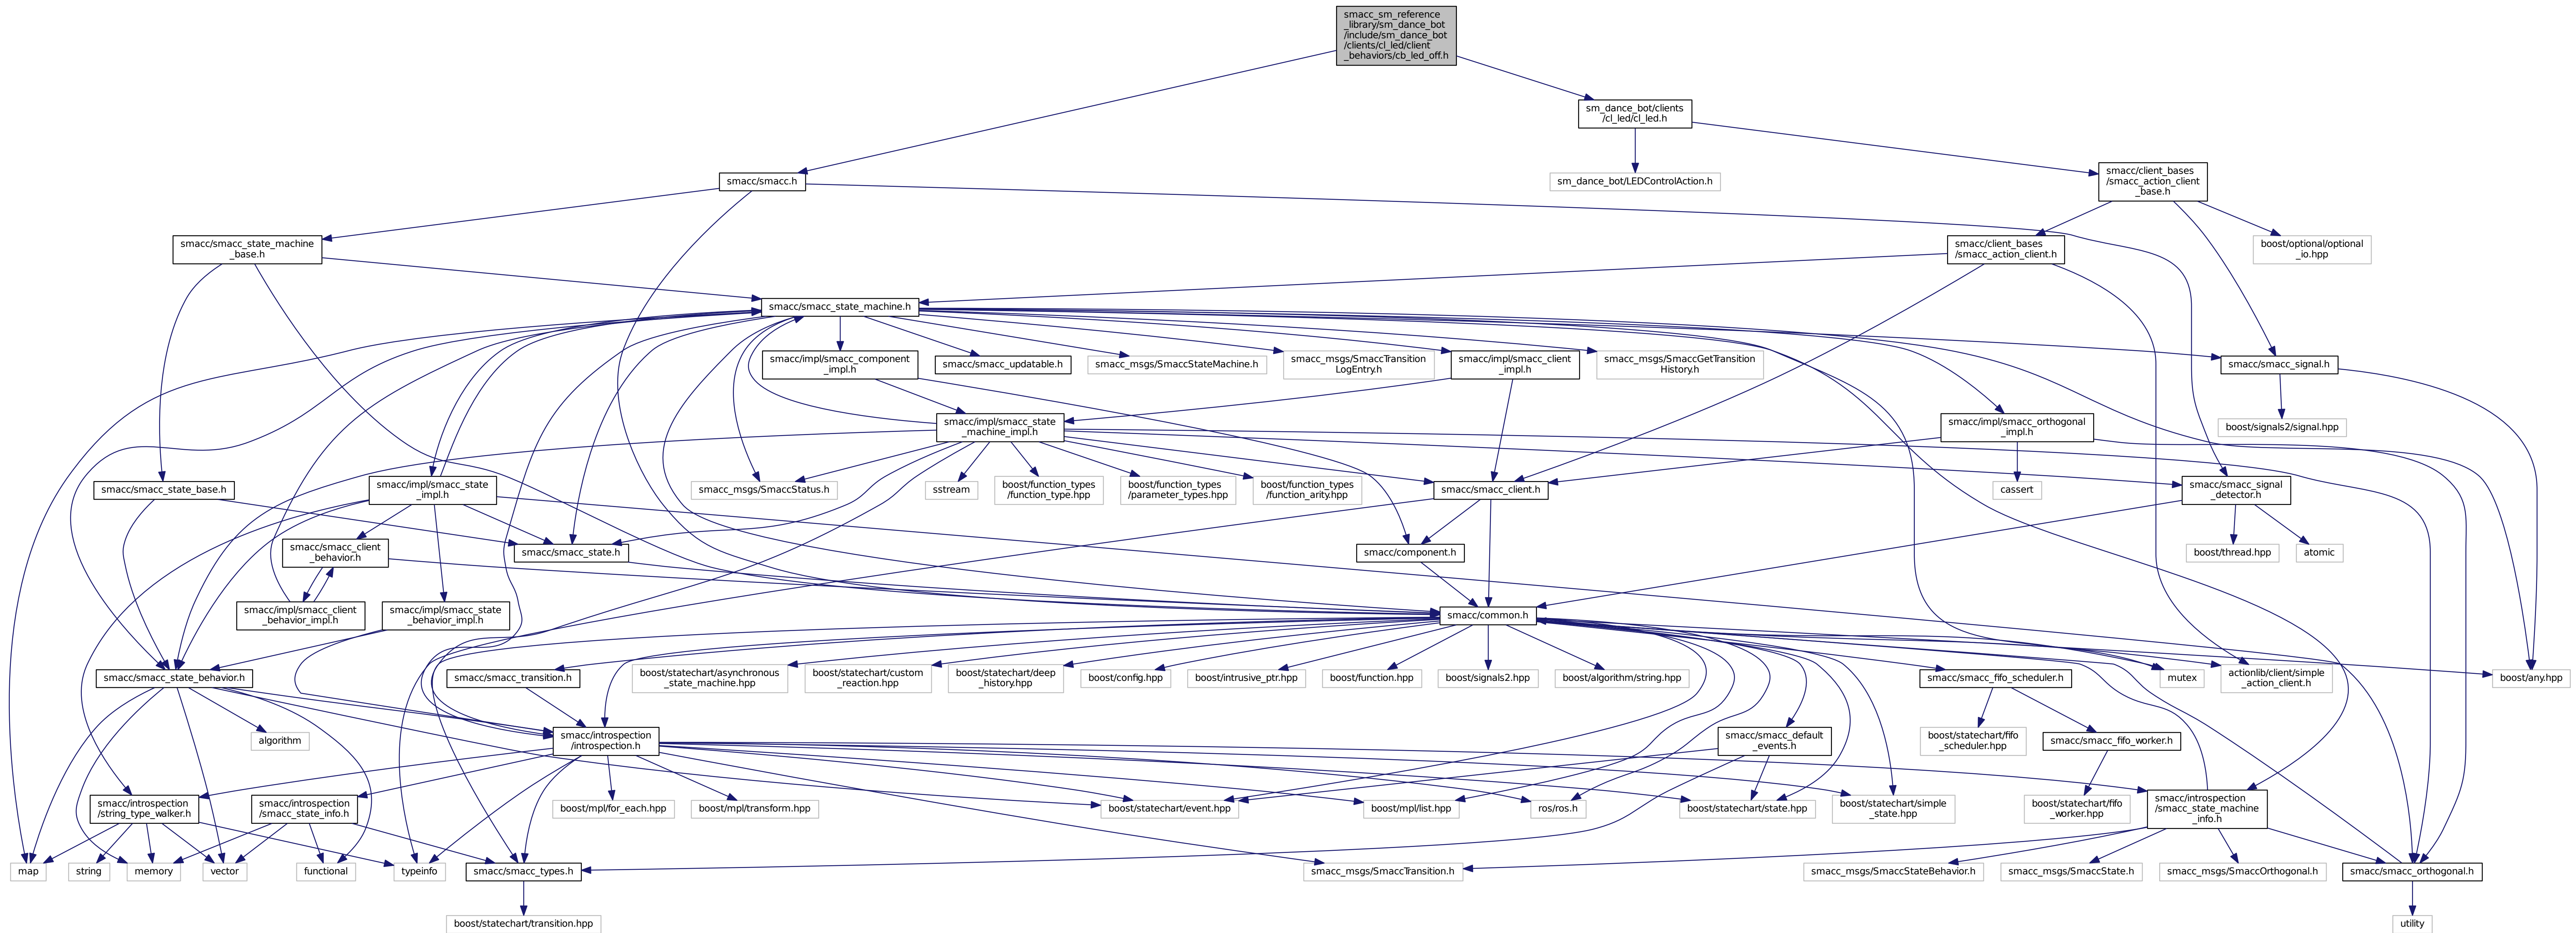 smacc_sm_reference
_library/sm_dance_bot
/include/sm_dance_bot
/clients/cl_led/client
_behaviors/cb_led_off.h
sm_dance_bot/clients
/cl_led/cl_led.h
smacc/smacc.h
sm_dance_bot/LEDControlAction.h
smacc/client_bases
/smacc_action_client
_base.h
smacc/smacc_state_machine
_base.h
smacc/client_bases
/smacc_action_client.h
boost/optional/optional
_io.hpp
smacc/smacc_state_machine.h
smacc/impl/smacc_component
_impl.h
smacc/smacc_updatable.h
smacc_msgs/SmaccStateMachine.h
smacc_msgs/SmaccTransition
LogEntry.h
smacc/impl/smacc_client
_impl.h
smacc_msgs/SmaccGetTransition
History.h
smacc/smacc_signal.h
smacc/impl/smacc_state
_machine_impl.h
smacc/impl/smacc_orthogonal
_impl.h
boost/signals2/signal.hpp
smacc/smacc_state_base.h
smacc/impl/smacc_state
_impl.h
smacc_msgs/SmaccStatus.h
sstream
boost/function_types
/function_type.hpp
boost/function_types
/parameter_types.hpp
boost/function_types
/function_arity.hpp
smacc/smacc_client.h
cassert
smacc/smacc_signal
_detector.h
smacc/smacc_client
_behavior.h
smacc/smacc_state.h
smacc/component.h
boost/thread.hpp
atomic
smacc/impl/smacc_client
_behavior_impl.h
smacc/impl/smacc_state
_behavior_impl.h
smacc/common.h
smacc/smacc_state_behavior.h
smacc/smacc_transition.h
boost/statechart/asynchronous
_state_machine.hpp
boost/statechart/custom
_reaction.hpp
boost/statechart/deep
_history.hpp
boost/config.hpp
boost/intrusive_ptr.hpp
boost/function.hpp
boost/signals2.hpp
boost/algorithm/string.hpp
smacc/smacc_fifo_scheduler.h
mutex
actionlib/client/simple
_action_client.h
boost/any.hpp
algorithm
smacc/introspection
/introspection.h
smacc/smacc_default
_events.h
boost/statechart/fifo
_scheduler.hpp
smacc/smacc_fifo_worker.h
smacc/introspection
/string_type_walker.h
smacc/introspection
/smacc_state_info.h
boost/mpl/for_each.hpp
boost/mpl/transform.hpp
boost/statechart/event.hpp
boost/mpl/list.hpp
ros/ros.h
boost/statechart/state.hpp
boost/statechart/simple
_state.hpp
boost/statechart/fifo
_worker.hpp
smacc/introspection
/smacc_state_machine
_info.h
map
string
memory
vector
functional
typeinfo
smacc/smacc_types.h
smacc_msgs/SmaccTransition.h
smacc_msgs/SmaccStateBehavior.h
smacc_msgs/SmaccState.h
smacc_msgs/SmaccOrthogonal.h
smacc/smacc_orthogonal.h
boost/statechart/transition.hpp
utility